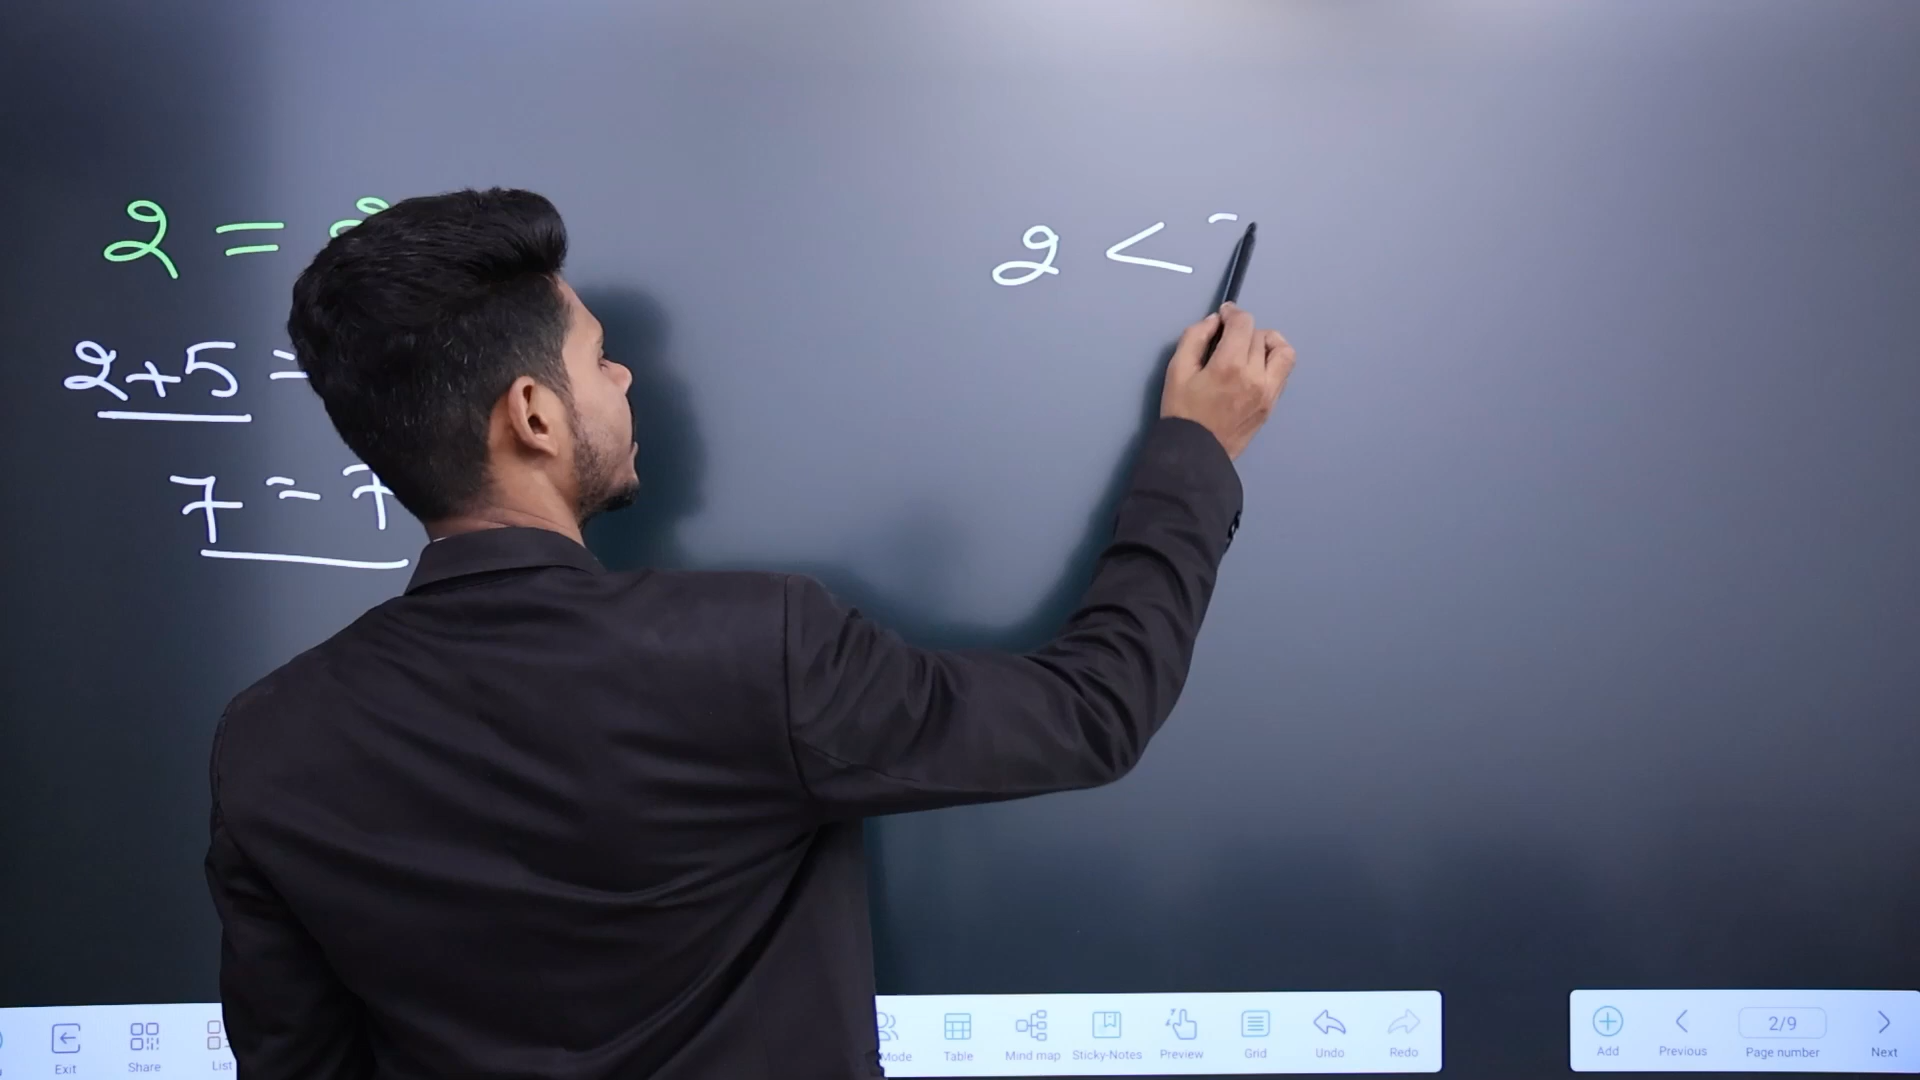 2 =
2+5 =
7 = 7
2 <
Exit
Share
List
Mode
Table
Mind map
Sticky-Notes
Preview
Grid
Undo
Redo
Add
Previous
2/9
Page number
Next